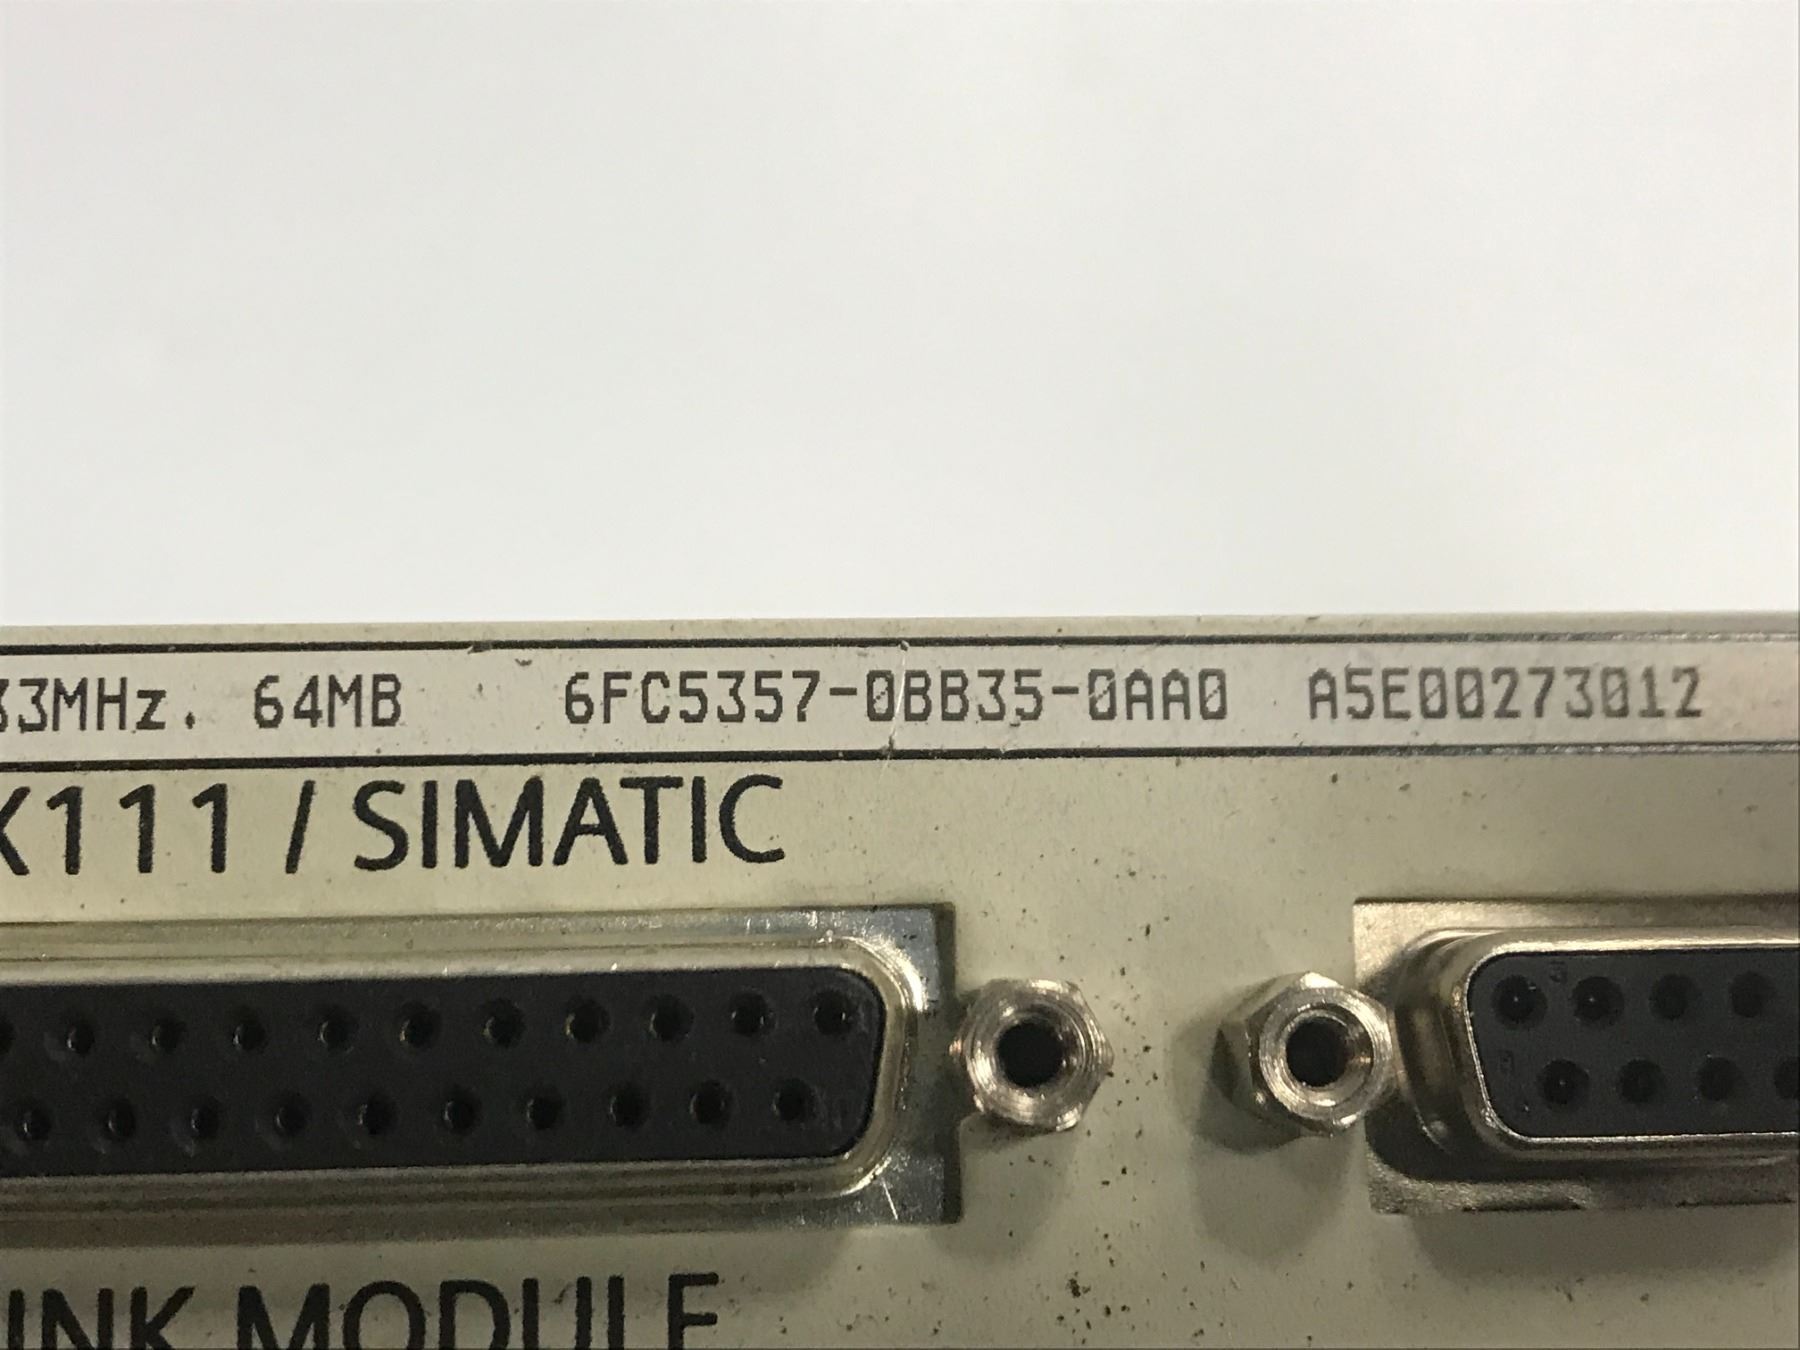 33MHz. 64MB 6FC5357-0BB35-0AA0 A5E00273012
X111 / SIMATIC
INK MODULE